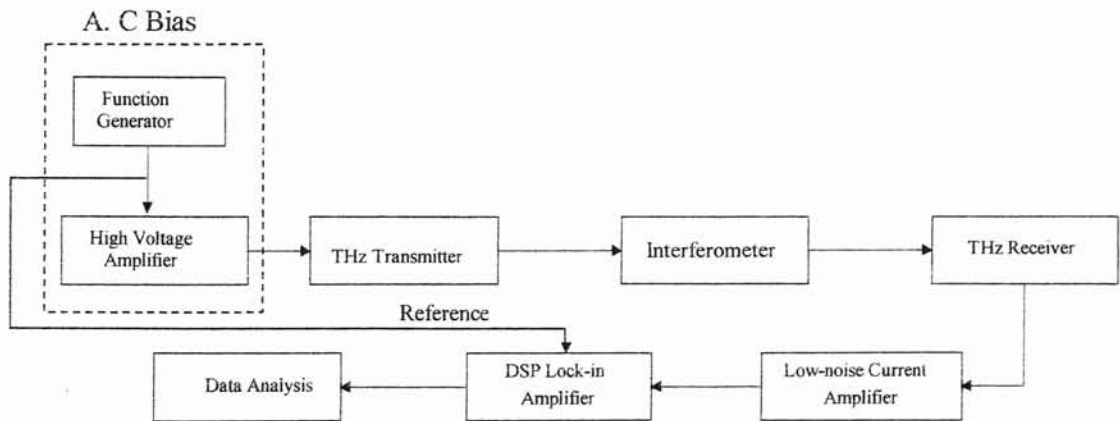 A. C Bias
Function
Generator
High Voltage
Amplifier
THz Transmitter
Interferometer
THz Receiver
Reference
Data Analysis
DSP Lock-in
Amplifier
Low-noise Current
Amplifier